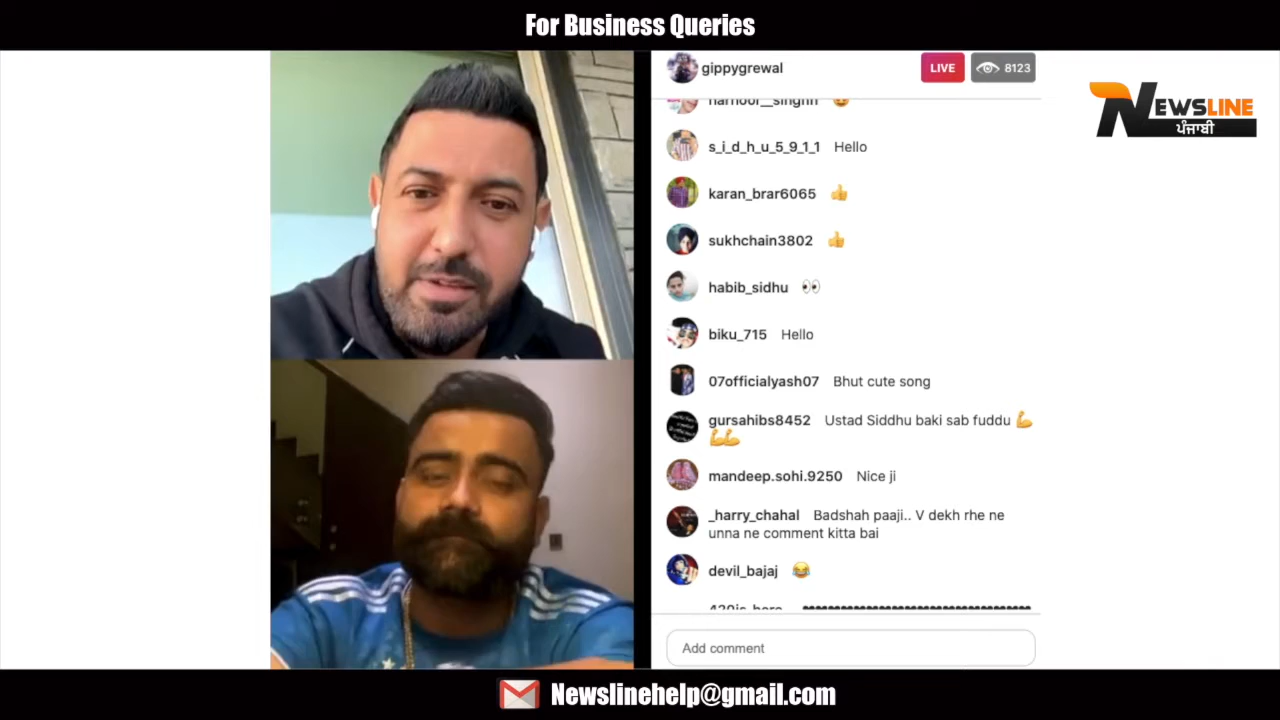 For Business Queries
gippygrewal
LIVE
8123
harnoor__singhh
s_i_d_h_u_5_9_1_1 Hello
karan_brar6065
sukhchain3802
habib_sidhu
biku_715 Hello
07officialyash07 Bhut cute song
gursahibs8452 Ustad Siddhu baki sab fuddu
mandeep.sohi.9250 Nice ji
_harry_chahal Badshah paaji.. V dekh rhe ne
unna ne comment kitta bai
devil_bajaj
Add comment
NEWSLINE
ਪੰਜਾਬੀ
Newslinehelp@gmail.com